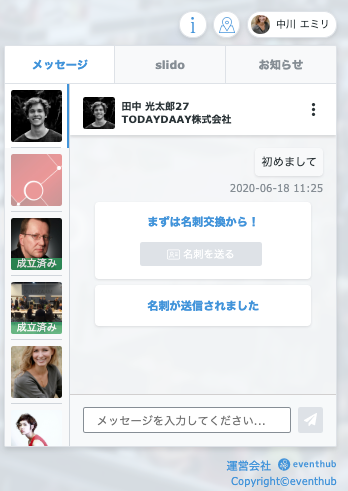 中川 エミリ
メッセージ
slido
お知らせ
田中 光太郎27
TODAYDAAY株式会社
初めまして
2020-06-18 11:25
まずは名刺交換から！
名刺を送る
名刺が送信されました
成立済み
成立済み
メッセージを入力してください...
運営会社 eventhub
Copyright©eventhub